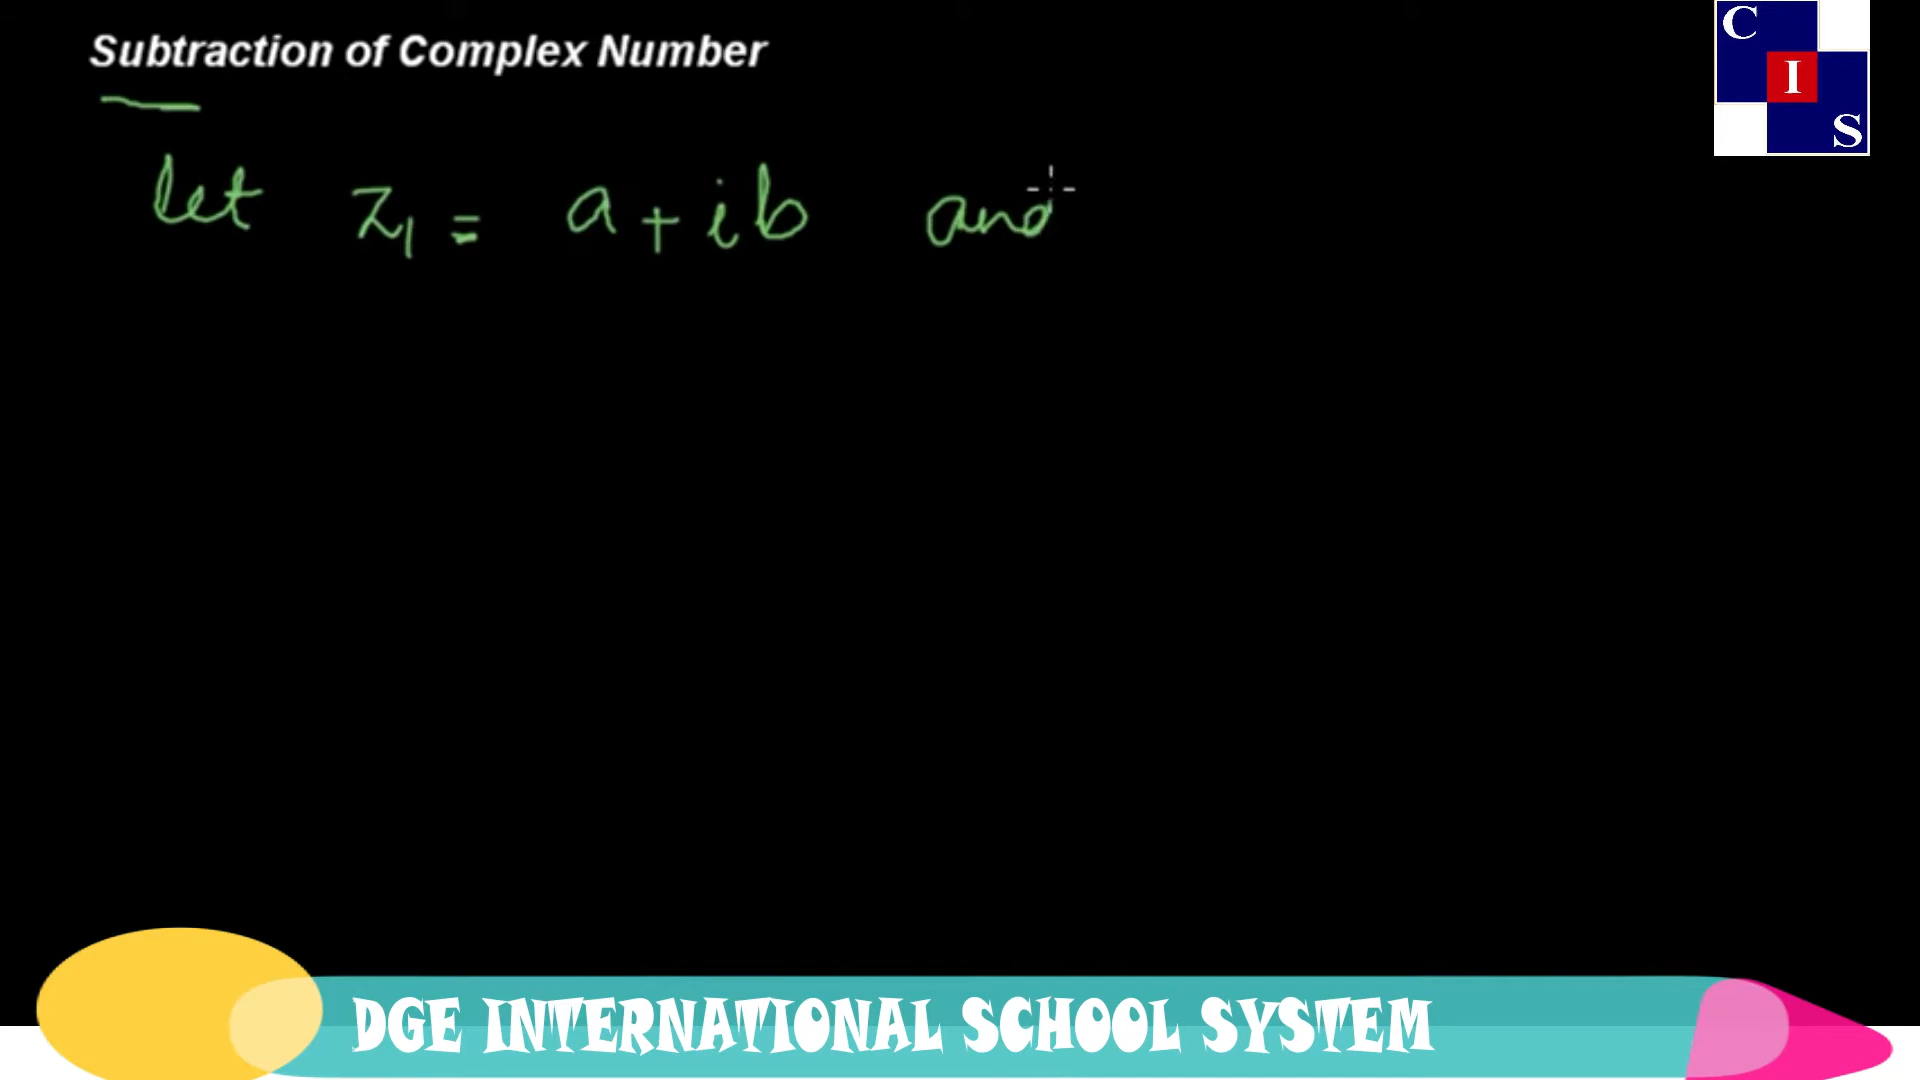 Subtraction of Complex Number
C
I
S
let z₁ = a + ib and
DGE INTERNATIONAL SCHOOL SYSTEM